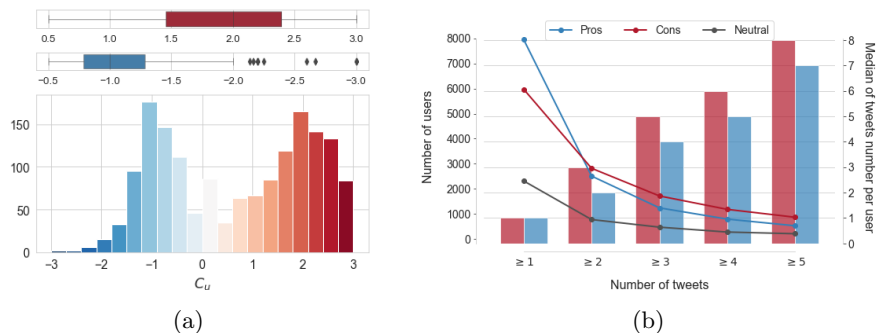 0.5 1.0 1.5 2.0 2.5 3.0
−0.5 −1.0 −1.5 −2.0 −2.5 −3.0
150
100
50
0
−3 −2 −1 0 1 2 3
C_u
(a)
Pros Cons Neutral
8000
7000
6000
5000
4000
3000
2000
1000
0
Number of users
8
7
6
5
4
3
2
1
0
Median of tweets number per user
≥ 1 ≥ 2 ≥ 3 ≥ 4 ≥ 5
Number of tweets
(b)